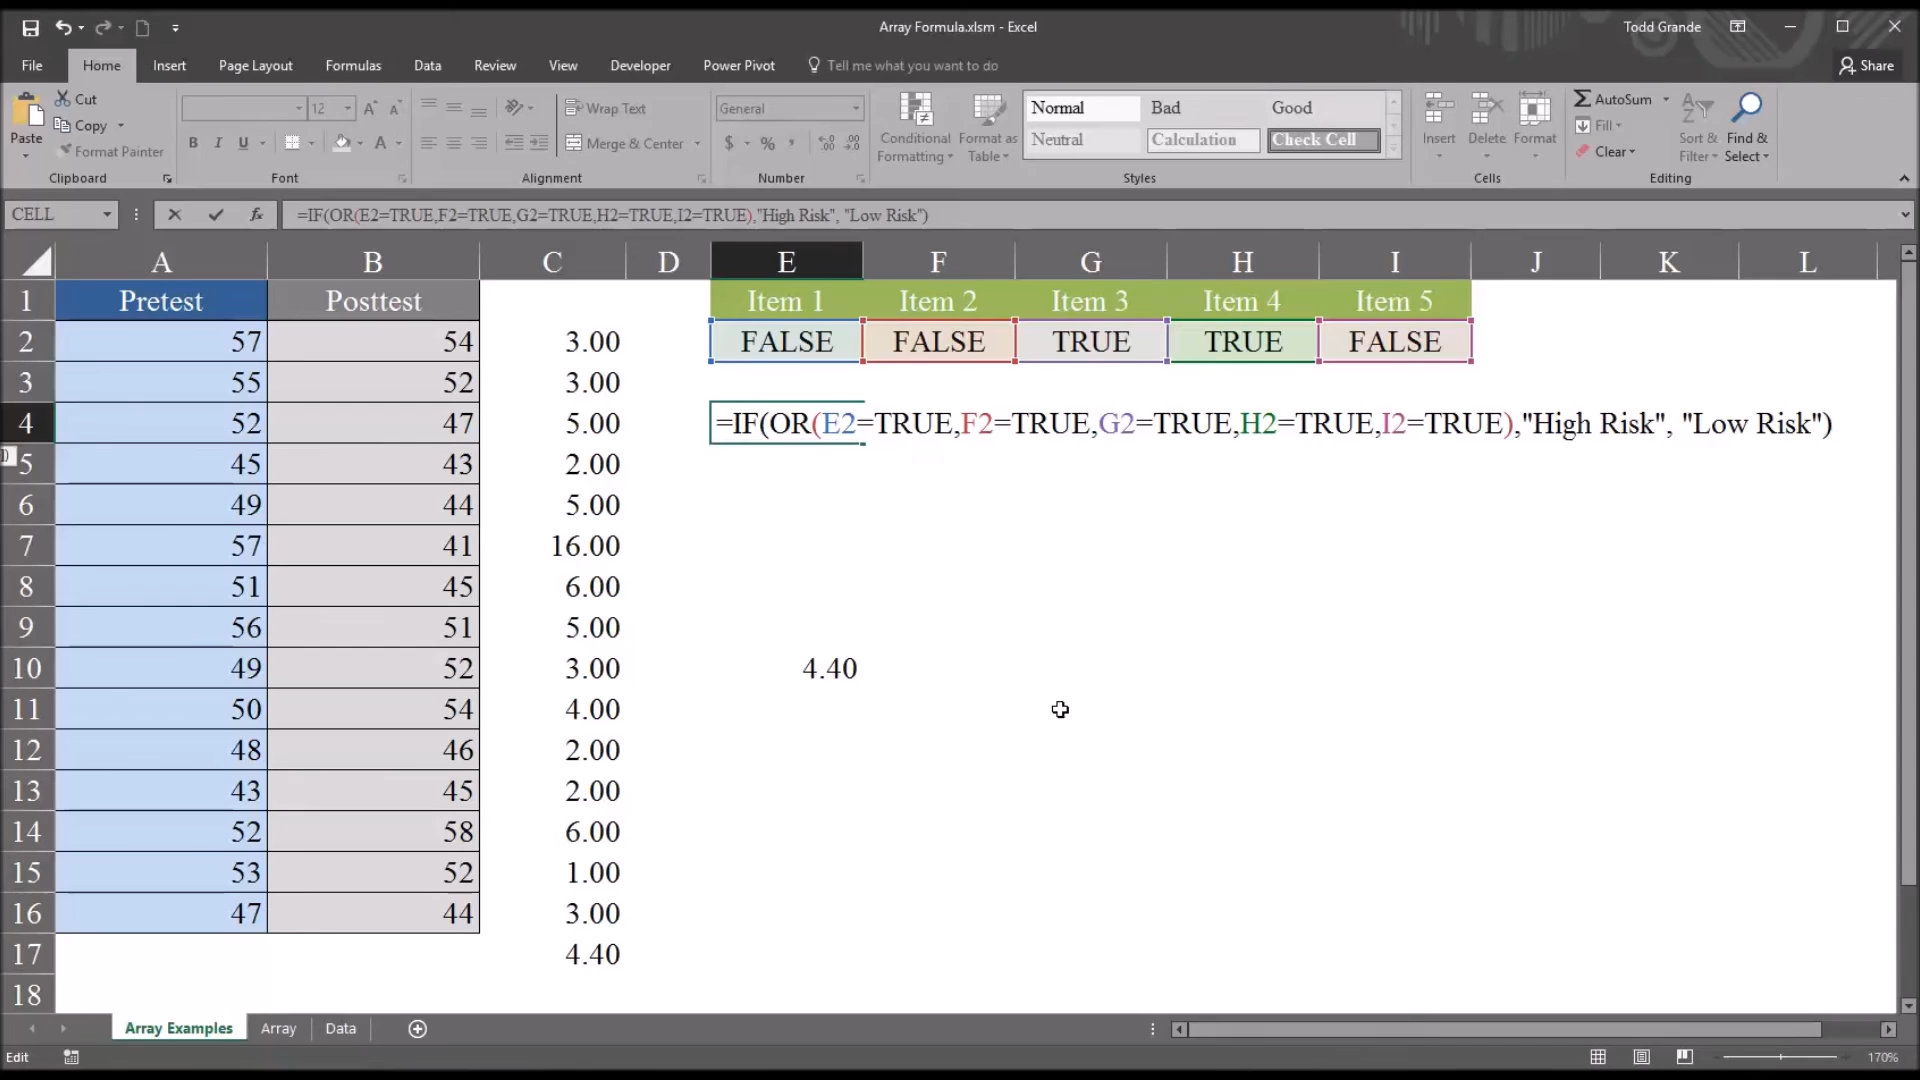 Array Formula.xlsm - Excel
Todd Grande
File Home Insert Page Layout Formulas Data Review View Developer Power Pivot Tell me what you want to do Share
Paste
Cut
Copy
Format Painter
Clipboard
12
B I U
Font
Wrap Text
Merge & Center
Alignment
General
$ % ,
Number
Conditional Formatting
Format as Table
Normal Bad Good
Neutral Calculation Check Cell
Styles
Insert Delete Format
Cells
AutoSum
Fill
Clear
Sort & Filter
Find & Select
Editing
CELL fx =IF(OR(E2=TRUE,F2=TRUE,G2=TRUE,H2=TRUE,I2=TRUE),"High Risk", "Low Risk")
A B C D E F G H I J K L
1 Pretest Posttest Item 1 Item 2 Item 3 Item 4 Item 5
2 57 54 3.00 FALSE FALSE TRUE TRUE FALSE
3 55 52 3.00
4 52 47 5.00 =IF(OR(E2=TRUE,F2=TRUE,G2=TRUE,H2=TRUE,I2=TRUE),"High Risk", "Low Risk")
5 45 43 2.00
6 49 44 5.00
7 57 41 16.00
8 51 45 6.00
9 56 51 5.00
10 49 52 3.00 4.40
11 50 54 4.00
12 48 46 2.00
13 43 45 2.00
14 52 58 6.00
15 53 52 1.00
16 47 44 3.00
17 4.40
18
Array Examples Array Data
Edit 170%